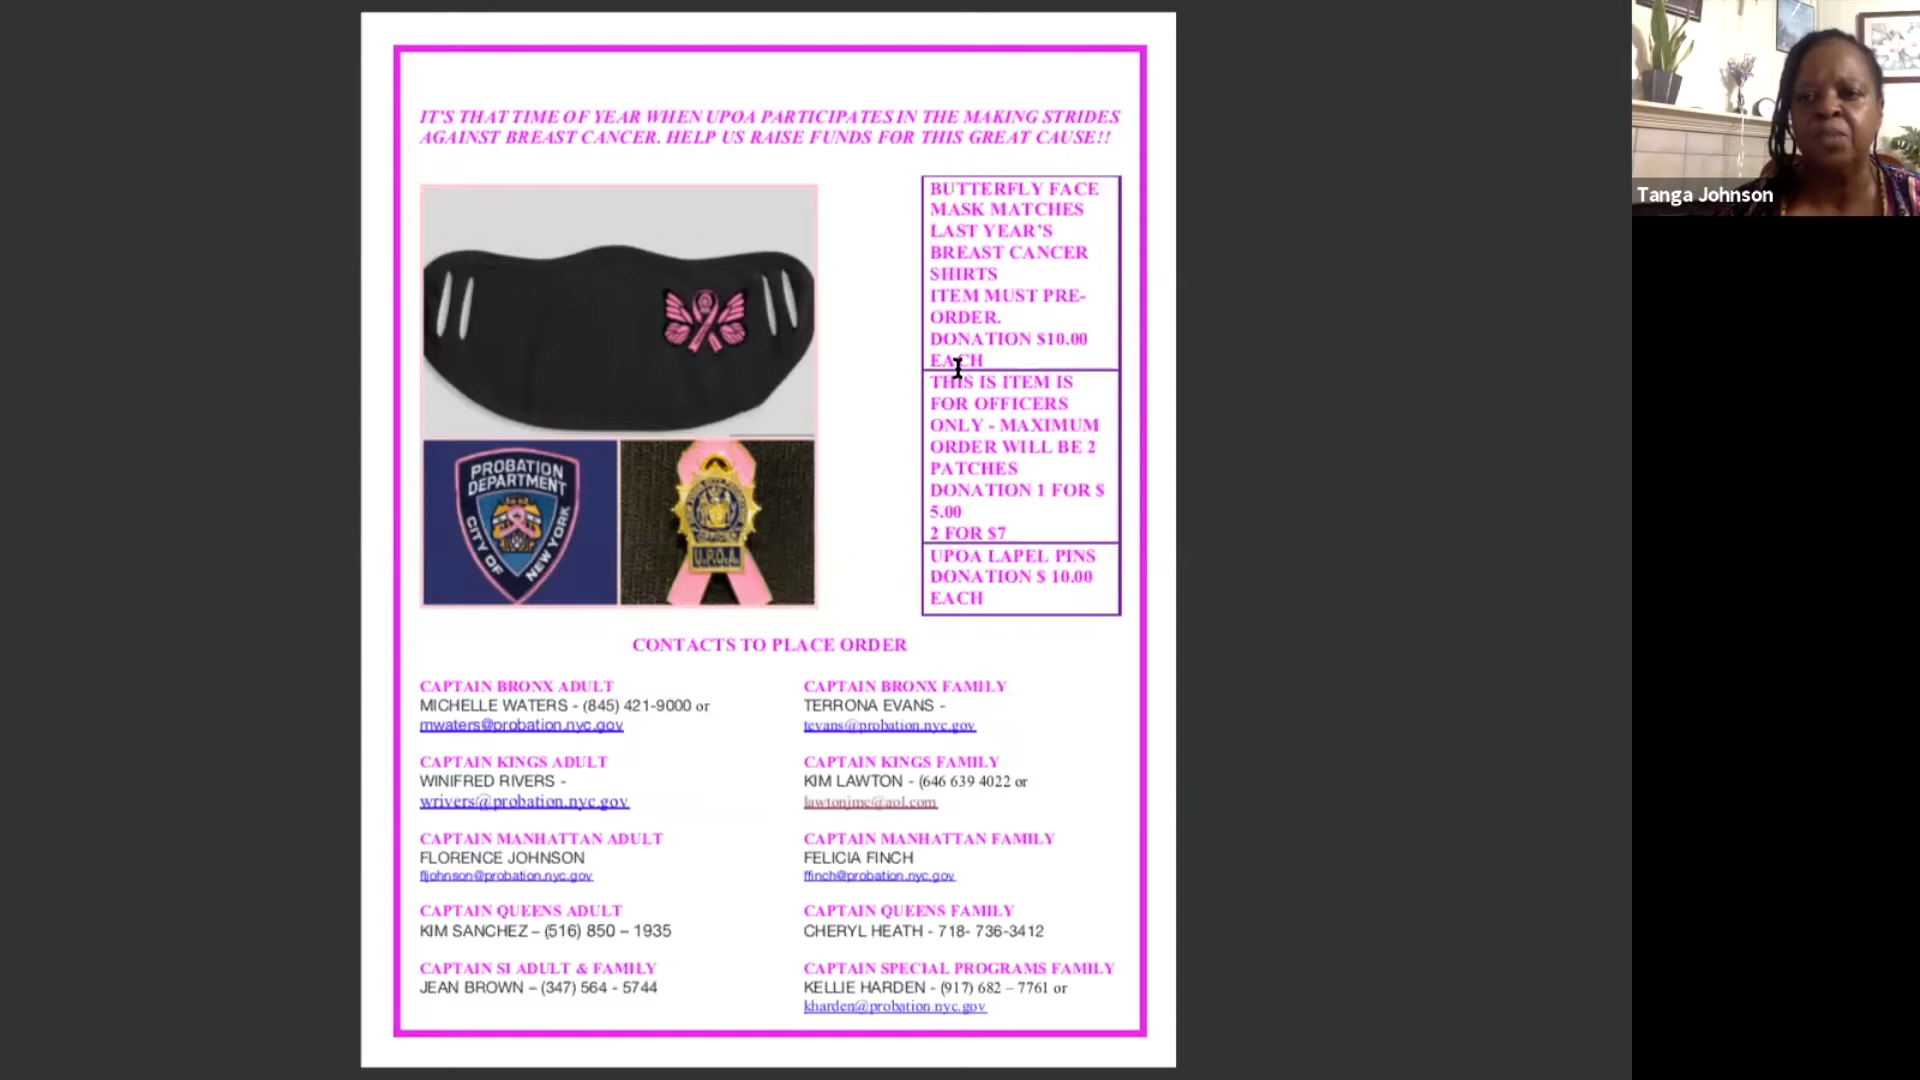 IT'S THAT TIME OF YEAR WHEN UPOA PARTICIPATES IN THE MAKING STRIDES
AGAINST BREAST CANCER. HELP US RAISE FUNDS FOR THIS GREAT CAUSE!!
BUTTERFLY FACE
MASK MATCHES
LAST YEAR'S
BREAST CANCER
SHIRTS
ITEM MUST PRE-
ORDER.
DONATION $10.00
EACH
THIS IS ITEM IS
FOR OFFICERS
ONLY - MAXIMUM
ORDER WILL BE 2
PATCHES
DONATION 1 FOR $
5.00
2 FOR $7
UPOA LAPEL PINS
DONATION $ 10.00
EACH
PROBATION
DEPARTMENT
CITY OF
NEW YORK
U.P.O.A.
CONTACTS TO PLACE ORDER
CAPTAIN BRONX ADULT
MICHELLE WATERS - (845) 421-9000 or
mwaters@probation.nyc.gov
CAPTAIN BRONX FAMILY
TERRONA EVANS -
tevans@probation.nyc.gov
CAPTAIN KINGS ADULT
WINIFRED RIVERS -
wrivers@probation.nyc.gov
CAPTAIN KINGS FAMILY
KIM LAWTON - (646 639 4022 or
lawtonjmc@aol.com
CAPTAIN MANHATTAN ADULT
FLORENCE JOHNSON
fljohnson@probation.nyc.gov
CAPTAIN MANHATTAN FAMILY
FELICIA FINCH
ffinch@probation.nyc.gov
CAPTAIN QUEENS ADULT
KIM SANCHEZ – (516) 850 – 1935
CAPTAIN QUEENS FAMILY
CHERYL HEATH - 718- 736-3412
CAPTAIN SI ADULT & FAMILY
JEAN BROWN – (347) 564 - 5744
CAPTAIN SPECIAL PROGRAMS FAMILY
KELLIE HARDEN - (917) 682 – 7761 or
kharden@probation.nyc.gov
Tanga Johnson